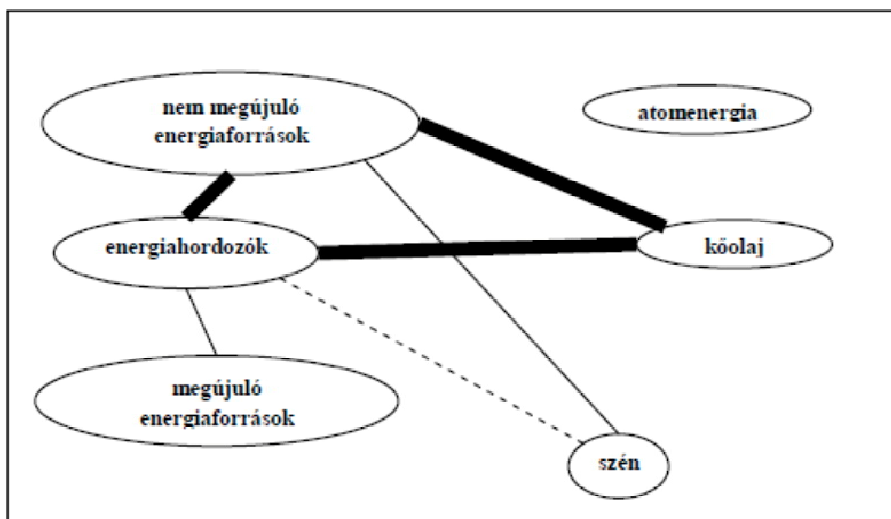 nem megújuló
energiaforrások
atomenergia
energiahordozók
kőolaj
megújuló
energiaforrások
szén